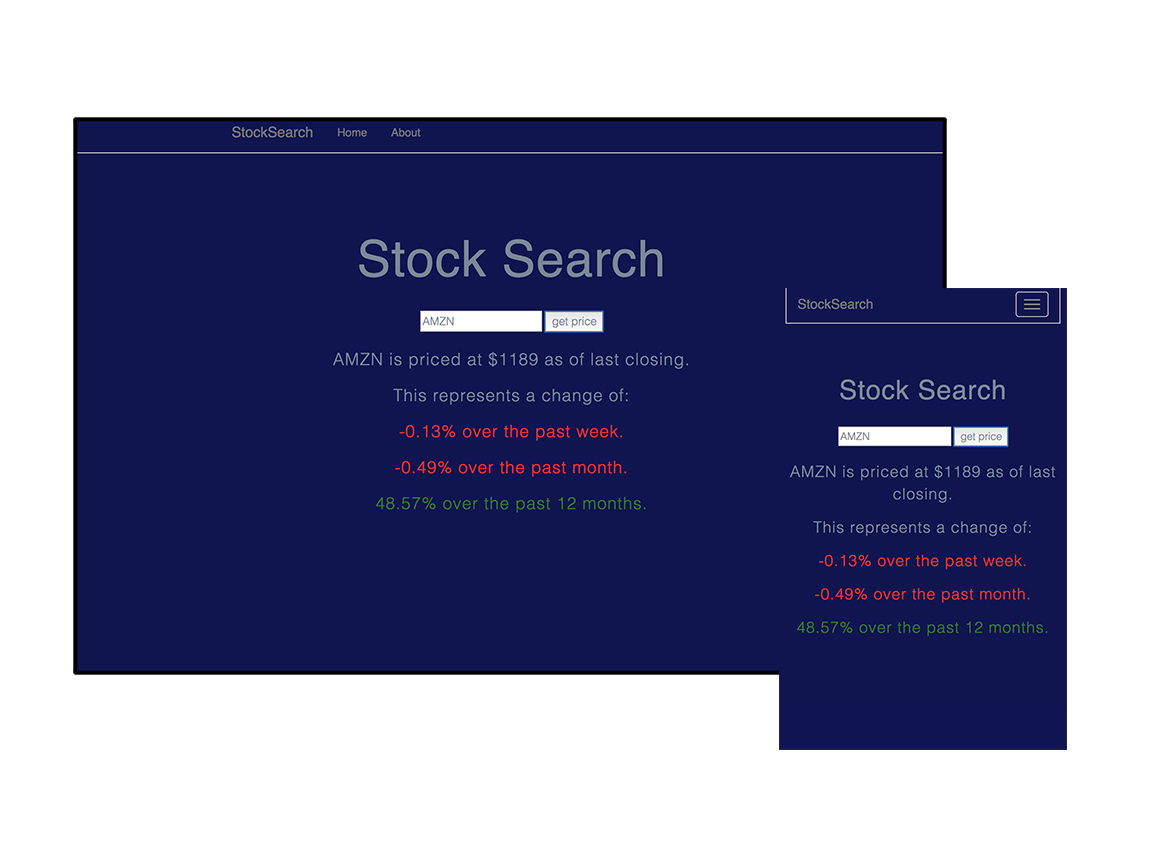 StockSearch Home About
Stock Search
AMZN get price
AMZN is priced at $1189 as of last closing.
This represents a change of:
-0.13% over the past week.
-0.49% over the past month.
48.57% over the past 12 months.
StockSearch
Stock Search
AMZN get price
AMZN is priced at $1189 as of last
closing.
This represents a change of:
-0.13% over the past week.
-0.49% over the past month.
48.57% over the past 12 months.